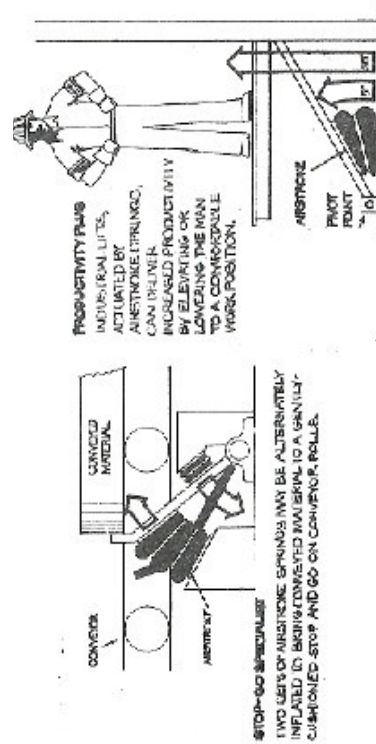 CONVEYOR
CONVEYED
MATERIAL
STOP-GO SPECIALIST
TWO SETS OF AIRSTROKE SPRINGS MAY BE ALTERNATELY
INFLATED TO BRING CONVEYED MATERIAL TO A GENTLY-
CUSHIONED STOP AND GO ON CONVEYOR ROLLS.
PRODUCTIVITY PLUS
INDUSTRIAL LIFTS,
ACTUATED BY
AIRSTROKE SPRINGS,
CAN DELIVER
INCREASED PRODUCTIVITY
BY ELEVATING OR
LOWERING THE MAN
TO A COMFORTABLE
WORK POSITION.
AIRSTROKE
PIVOT
POINT